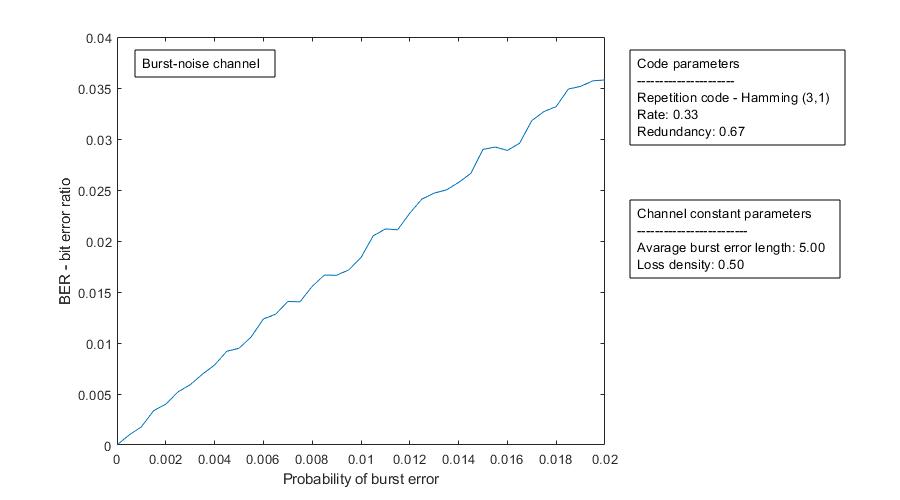 0.04
0.035
0.03
0.025
0.02
0.015
0.01
0.005
0
BER - bit error ratio
Burst-noise channel
0 0.002 0.004 0.006 0.008 0.01 0.012 0.014 0.016 0.018 0.02
Probability of burst error
Code parameters
----------------------
Repetition code - Hamming (3,1)
Rate: 0.33
Redundancy: 0.67
Channel constant parameters
-------------------------
Avarage burst error length: 5.00
Loss density: 0.50